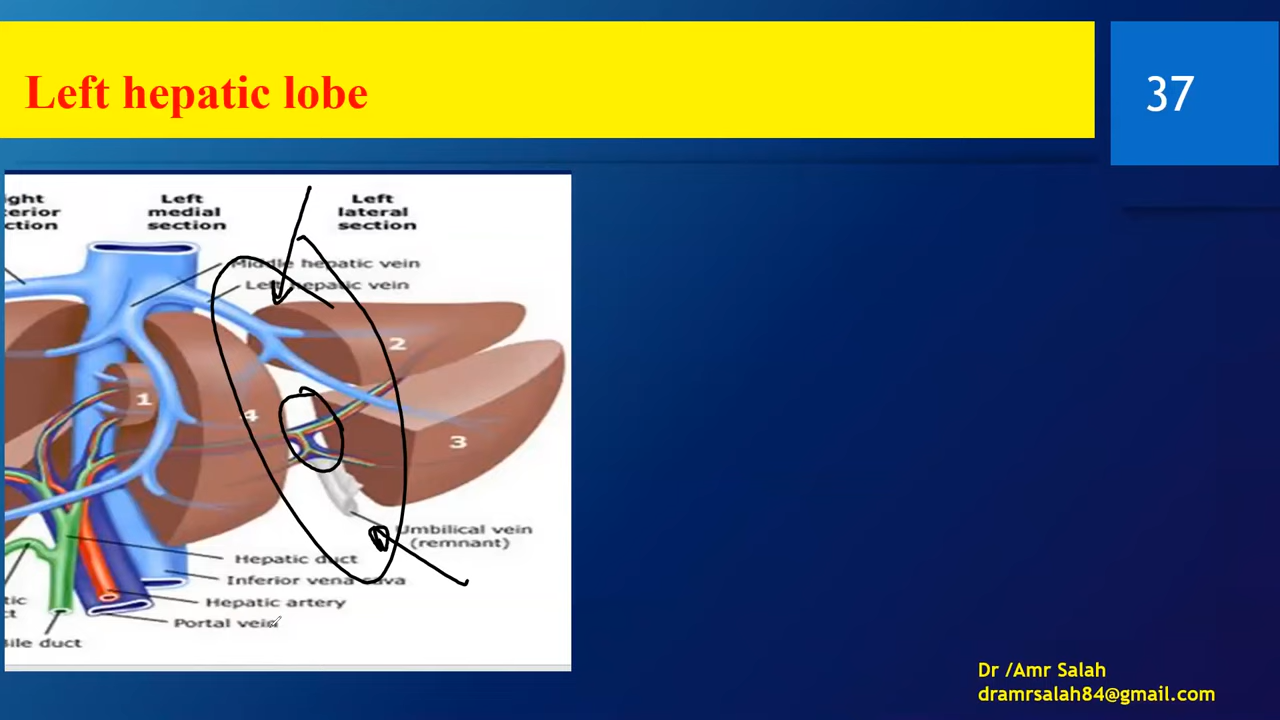 Left hepatic lobe
37
Left
medial
section
Left
lateral
section
Middle hepatic vein
Left hepatic vein
2
1
4
3
Umbilical vein
(remnant)
Hepatic duct
Inferior vena cava
Hepatic artery
Portal vein
Dr /Amr Salah
dramrsalah84@gmail.com